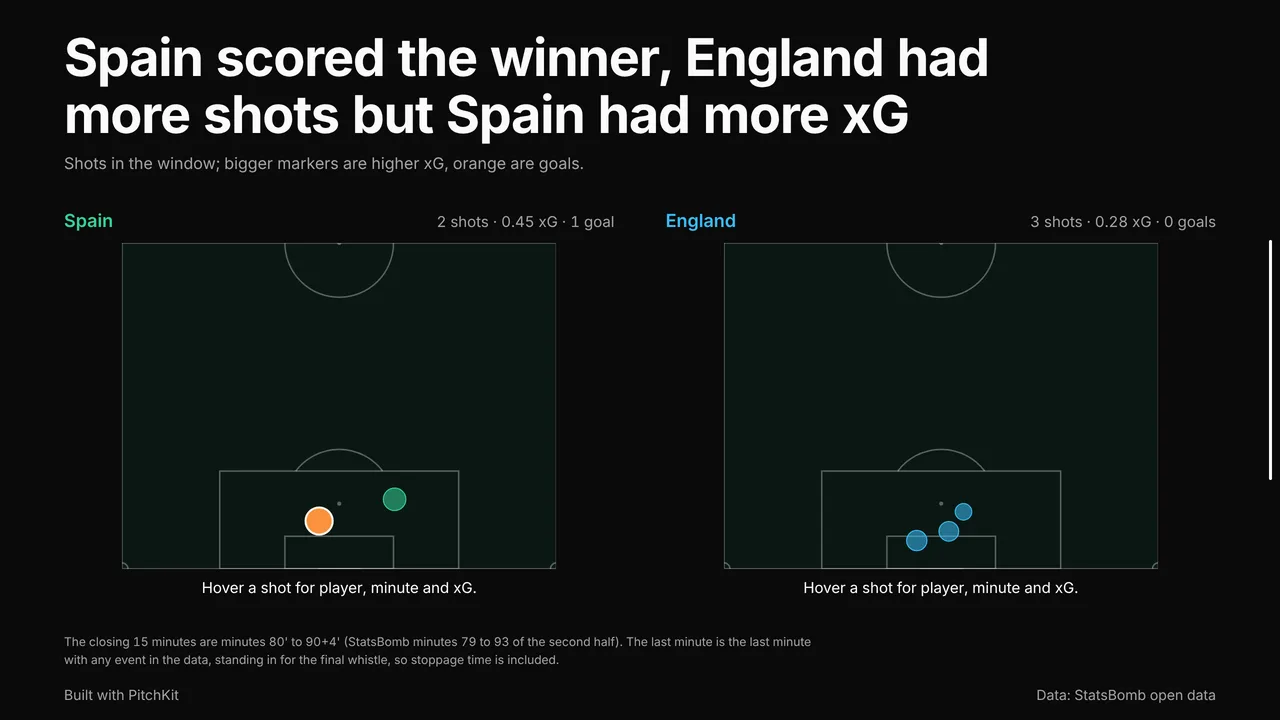 Spain scored the winner, England had
more shots but Spain had more xG
Shots in the window; bigger markers are higher xG, orange are goals.
Spain
2 shots · 0.45 xG · 1 goal
England
3 shots · 0.28 xG · 0 goals
Hover a shot for player, minute and xG.
Hover a shot for player, minute and xG.
The closing 15 minutes are minutes 80' to 90+4' (StatsBomb minutes 79 to 93 of the second half). The last minute is the last minute
with any event in the data, standing in for the final whistle, so stoppage time is included.
Built with PitchKit
Data: StatsBomb open data